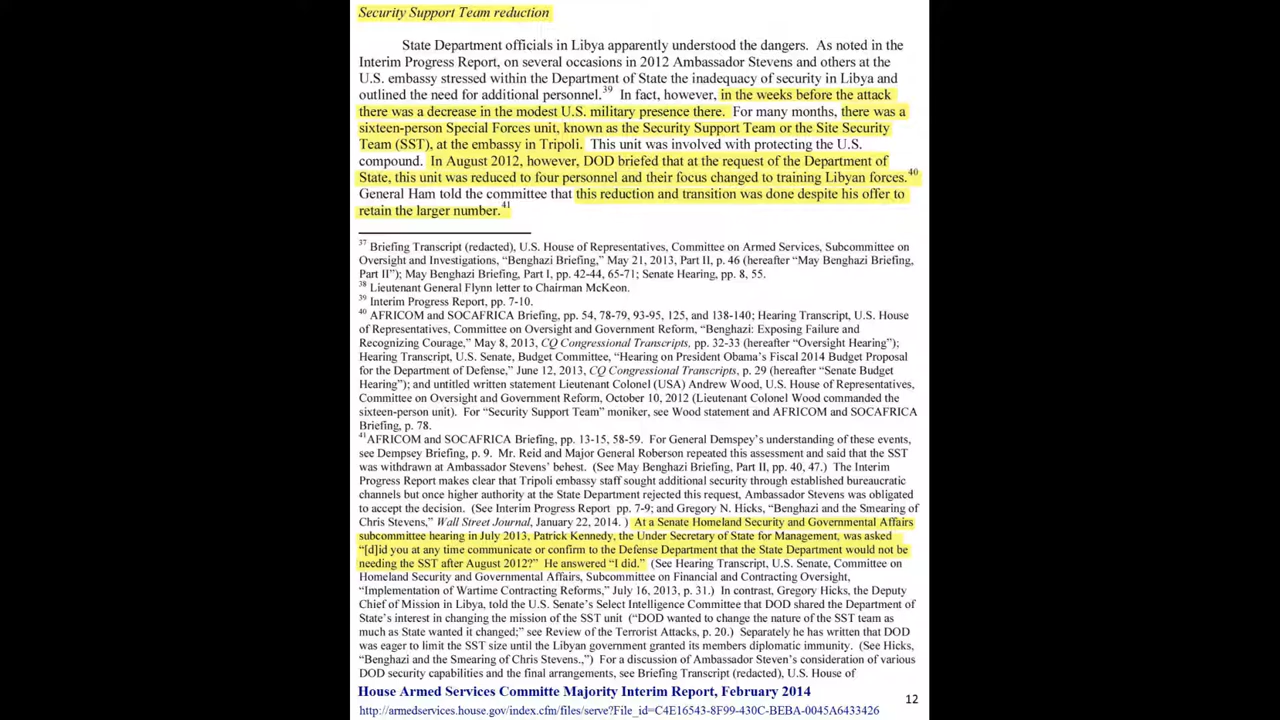 Security Support Team reduction
State Department officials in Libya apparently understood the dangers. As noted in the
Interim Progress Report, on several occasions in 2012 Ambassador Stevens and others at the
U.S. embassy stressed within the Department of State the inadequacy of security in Libya and
outlined the need for additional personnel.39 In fact, however, in the weeks before the attack
there was a decrease in the modest U.S. military presence there. For many months, there was a
sixteen-person Special Forces unit, known as the Security Support Team or the Site Security
Team (SST), at the embassy in Tripoli. This unit was involved with protecting the U.S.
compound. In August 2012, however, DOD briefed that at the request of the Department of
State, this unit was reduced to four personnel and their focus changed to training Libyan forces.40
General Ham told the committee that this reduction and transition was done despite his offer to
retain the larger number.41
37 Briefing Transcript (redacted), U.S. House of Representatives, Committee on Armed Services, Subcommittee on
Oversight and Investigations, “Benghazi Briefing,” May 21, 2013, Part II, p. 46 (hereafter “May Benghazi Briefing,
Part II”); May Benghazi Briefing, Part I, pp. 42-44, 65-71; Senate Hearing, pp. 8, 55.
38 Lieutenant General Flynn letter to Chairman McKeon.
39 Interim Progress Report, pp. 7-10.
40 AFRICOM and SOCAFRICA Briefing, pp. 54, 78-79, 93-95, 125, and 138-140; Hearing Transcript, U.S. House
of Representatives, Committee on Oversight and Government Reform, “Benghazi: Exposing Failure and
Recognizing Courage,” May 8, 2013, CQ Congressional Transcripts, pp. 32-33 (hereafter “Oversight Hearing”);
Hearing Transcript, U.S. Senate, Budget Committee, “Hearing on President Obama’s Fiscal 2014 Budget Proposal
for the Department of Defense,” June 12, 2013, CQ Congressional Transcripts, p. 29 (hereafter “Senate Budget
Hearing”); and untitled written statement Lieutenant Colonel (USA) Andrew Wood, U.S. House of Representatives,
Committee on Oversight and Government Reform, October 10, 2012 (Lieutenant Colonel Wood commanded the
sixteen-person unit). For “Security Support Team” moniker, see Wood statement and AFRICOM and SOCAFRICA
Briefing, p. 78.
41AFRICOM and SOCAFRICA Briefing, pp. 13-15, 58-59. For General Demspey’s understanding of these events,
see Dempsey Briefing, p. 9. Mr. Reid and Major General Roberson repeated this assessment and said that the SST
was withdrawn at Ambassador Stevens’ behest. (See May Benghazi Briefing, Part II, pp. 40, 47.) The Interim
Progress Report makes clear that Tripoli embassy staff sought additional security through established bureaucratic
channels but once higher authority at the State Department rejected this request, Ambassador Stevens was obligated
to accept the decision. (See Interim Progress Report pp. 7-9; and Gregory N. Hicks, “Benghazi and the Smearing of
Chris Stevens,” Wall Street Journal, January 22, 2014. ) At a Senate Homeland Security and Governmental Affairs
subcommittee hearing in July 2013, Patrick Kennedy, the Under Secretary of State for Management, was asked
“[d]id you at any time communicate or confirm to the Defense Department that the State Department would not be
needing the SST after August 2012?” He answered “I did.” (See Hearing Transcript, U.S. Senate, Committee on
Homeland Security and Governmental Affairs, Subcommittee on Financial and Contracting Oversight,
“Implementation of Wartime Contracting Reforms,” July 16, 2013, p. 31.) In contrast, Gregory Hicks, the Deputy
Chief of Mission in Libya, told the U.S. Senate’s Select Intelligence Committee that DOD shared the Department of
State’s interest in changing the mission of the SST unit (“DOD wanted to change the nature of the SST team as
much as State wanted it changed;” see Review of the Terrorist Attacks, p. 20.) Separately he has written that DOD
was eager to limit the SST size until the Libyan government granted its members diplomatic immunity. (See Hicks,
“Benghazi and the Smearing of Chris Stevens.,”) For a discussion of Ambassador Steven’s consideration of various
DOD security capabilities and the final arrangements, see Briefing Transcript (redacted), U.S. House of
House Armed Services Committe Majority Interim Report, February 2014
12
http://armedservices.house.gov/index.cfm/files/serve?File_id=C4E16543-8F99-430C-BEBA-0045A6433426